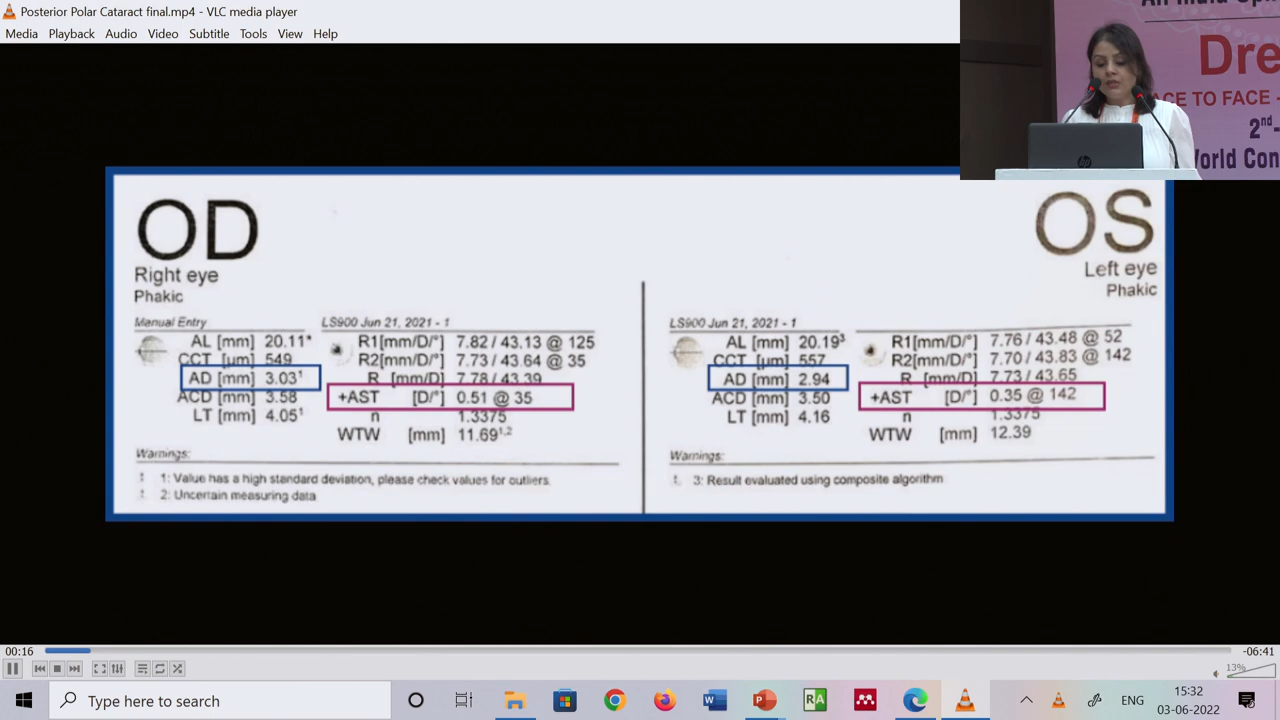 Posterior Polar Cataract final.mp4 - VLC media player
Media Playback Audio Video Subtitle View Tools Help
Dre
ACE TO FACE -
2nd-
World Con
OD
Right eye
Phakic
OS
Left eye
Phakic
Manual Entry
AL [mm] 20.11*
CCT [µm] 549
AD [mm] 3.03¹
ACD [mm] 3.58
LT [mm] 4.05¹
LS900 Jun 21, 2021 - 1
R1[mm/D/°] 7.82 / 43.13 @ 125
R2[mm/D/°] 7.73 / 43.64 @ 35
R [mm/D] 7.78 / 43.39
+AST [D/°] 0.51 @ 35
n 1.3375
WTW [mm] 11.69¹,²
Warnings:
! 1: Value has a high standard deviation, please check values for outliers.
! 2: Uncertain measuring data
LS900 Jun 21, 2021 - 1
AL [mm] 20.19³
CCT [µm] 557
AD [mm] 2.94
ACD [mm] 3.50
LT [mm] 4.16
R1[mm/D/°] 7.76 / 43.48 @ 52
R2[mm/D/°] 7.70 / 43.83 @ 142
R [mm/D] 7.73 / 43.65
+AST [D/°] 0.35 @ 142
n 1.3375
WTW [mm] 12.39
Warnings:
! 3: Result evaluated using composite algorithm
00:16
-06:41
13%
Type here to search
ENG
15:32
03-06-2022